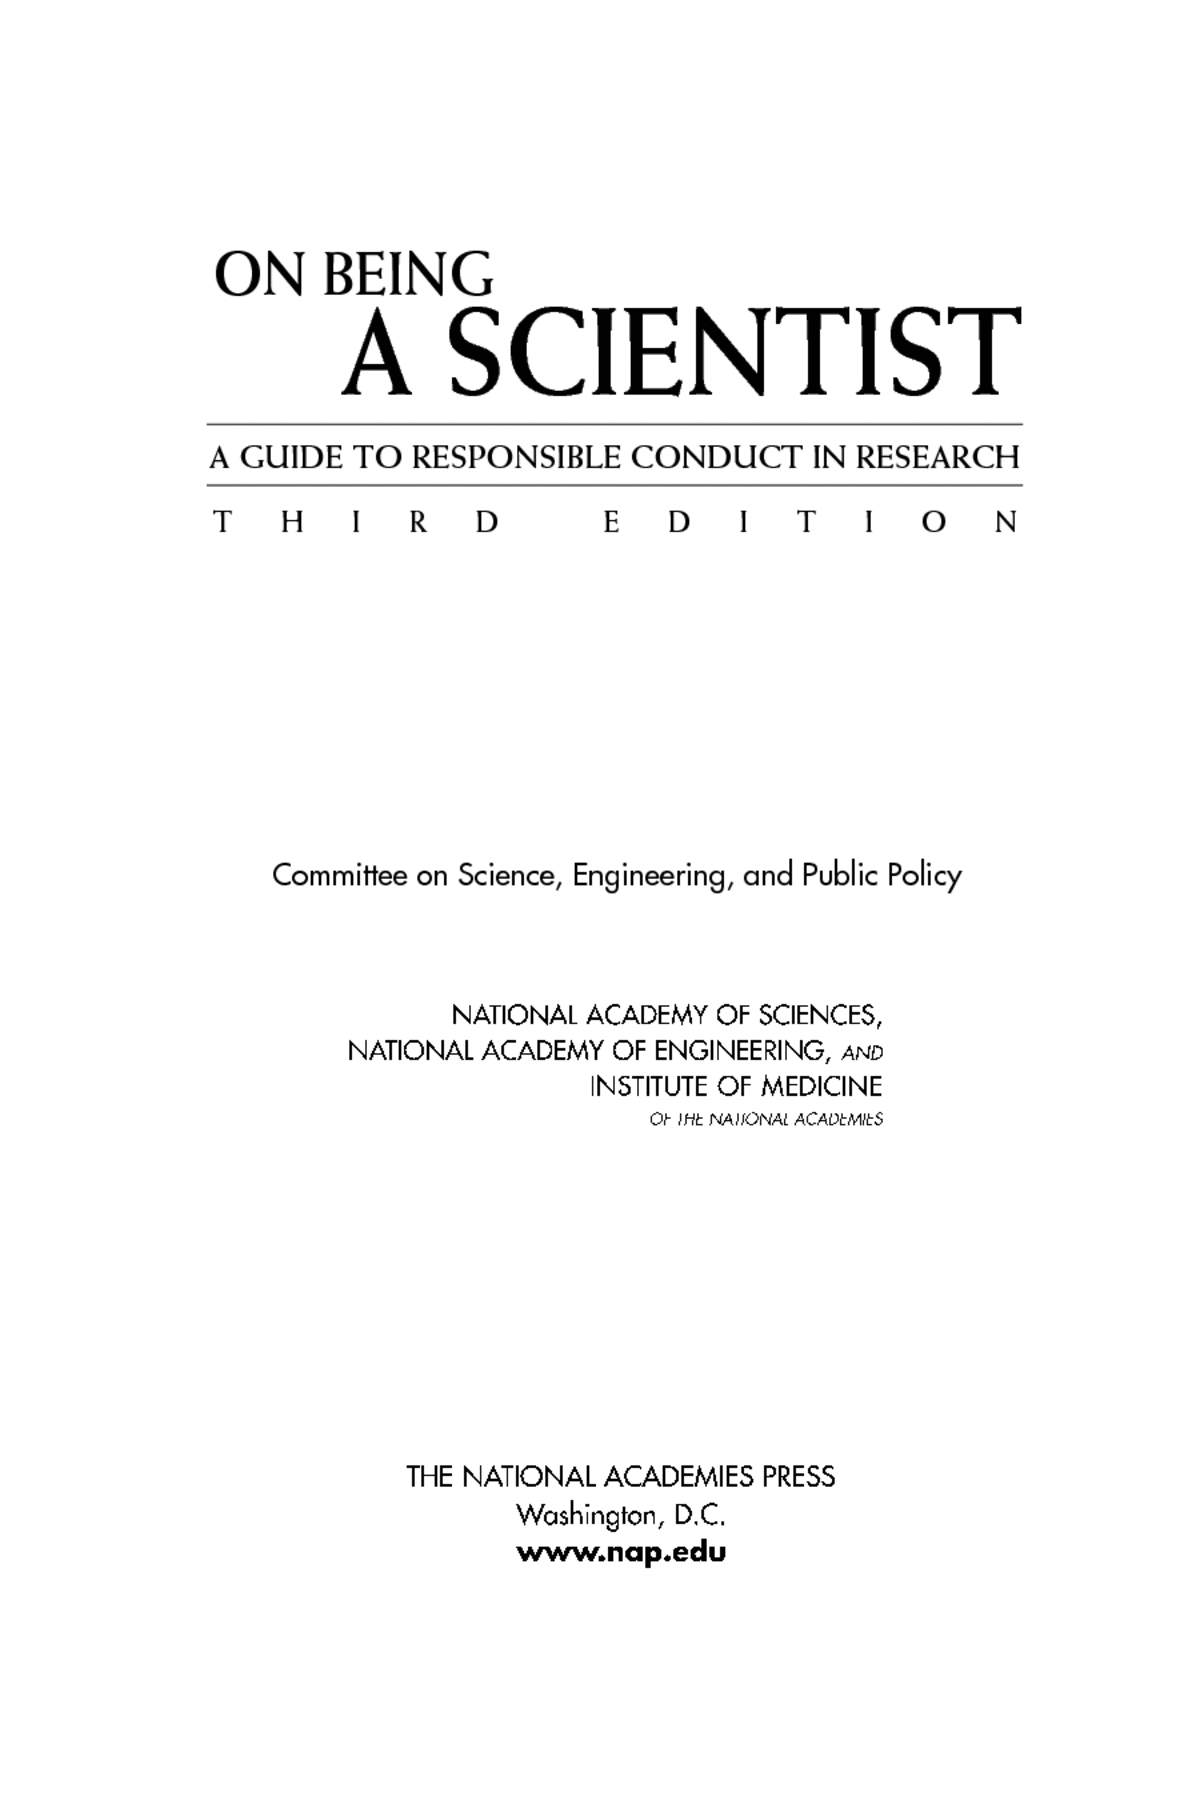 ON BEING
A SCIENTIST
A GUIDE TO RESPONSIBLE CONDUCT IN RESEARCH
THIRD EDITION
Committee on Science, Engineering, and Public Policy
NATIONAL ACADEMY OF SCIENCES,
NATIONAL ACADEMY OF ENGINEERING, AND
INSTITUTE OF MEDICINE
OF THE NATIONAL ACADEMIES
THE NATIONAL ACADEMIES PRESS
Washington, D.C.
www.nap.edu